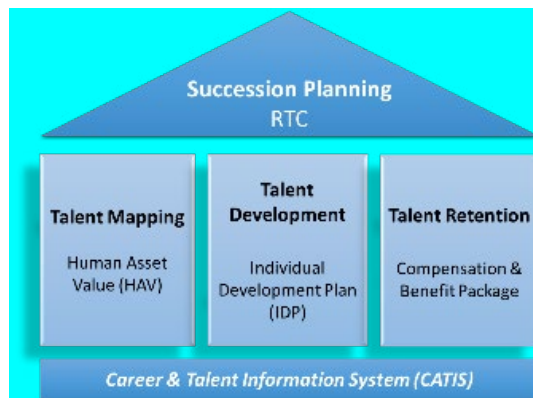 Succession Planning
RTC
Talent Mapping
Human Asset
Value (HAV)
Talent
Development
Individual
Development Plan
(IDP)
Talent Retention
Compensation &
Benefit Package
Career & Talent Information System (CATIS)